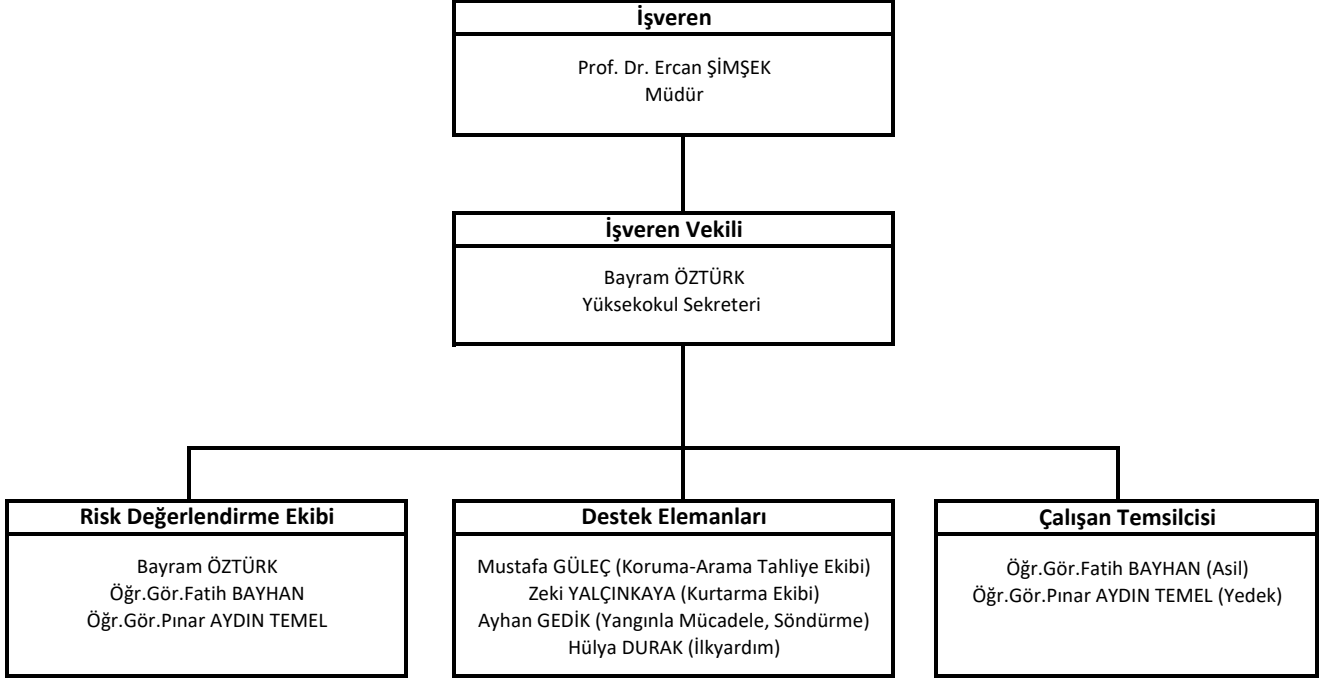 İşveren
Prof. Dr. Ercan ŞİMŞEK
Müdür
İşveren Vekili
Bayram ÖZTÜRK
Yüksekokul Sekreteri
Risk Değerlendirme Ekibi
Bayram ÖZTÜRK
Öğr.Gör.Fatih BAYHAN
Öğr.Gör.Pınar AYDIN TEMEL
Destek Elemanları
Mustafa GÜLEÇ (Koruma-Arama Tahliye Ekibi)
Zeki YALÇINKAYA (Kurtarma Ekibi)
Ayhan GEDİK (Yangınla Mücadele, Söndürme)
Hülya DURAK (İlkyardım)
Çalışan Temsilcisi
Öğr.Gör.Fatih BAYHAN (Asil)
Öğr.Gör.Pınar AYDIN TEMEL (Yedek)